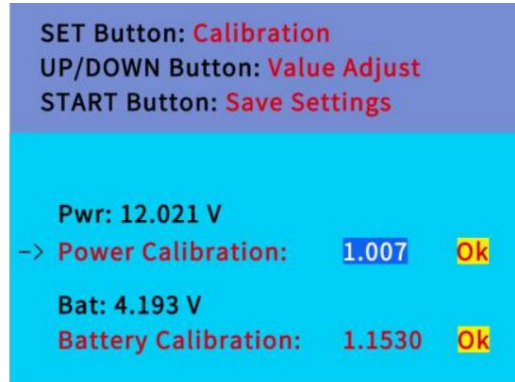 SET Button: Calibration
UP/DOWN Button: Value Adjust
START Button: Save Settings
Pwr: 12.021 V
-> Power Calibration: 1.007 Ok
Bat: 4.193 V
Battery Calibration: 1.1530 Ok